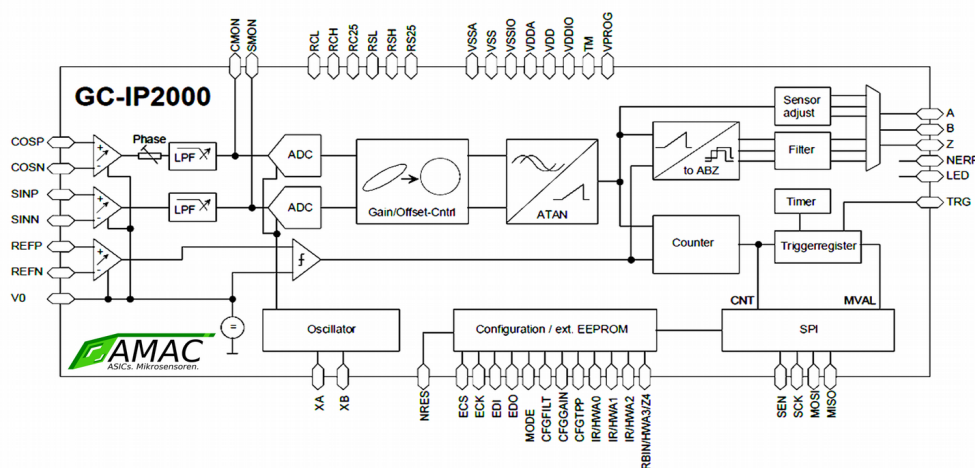 CMON
SMON
RCL
RCH
RC25
RSL
RSH
RS25
VSSA
VSS
VSSIO
VDDA
VDD
VDDIO
TM
VPROG
GC-IP2000
COSP
COSN
SINP
SINN
REFP
REFN
V0
Phase
LPF
LPF
ADC
ADC
Gain/Offset-Cntrl
ATAN
to ABZ
Sensor
adjust
Filter
Timer
Counter
Triggerregister
A
B
Z
NERR
LED
TRG
CNT
MVAL
=
Oscillator
Configuration / ext. EEPROM
SPI
AMAC
ASICs. Mikrosensoren.
XA
XB
NRES
ECS
ECK
EDI
EDO
MODE
CFGFILT
CFGGAIN
CFGTPP
IR/HWA0
IR/HWA1
IR/HWA2
RBIN/HWA3/Z4
SEN
SCK
MOSI
MISO